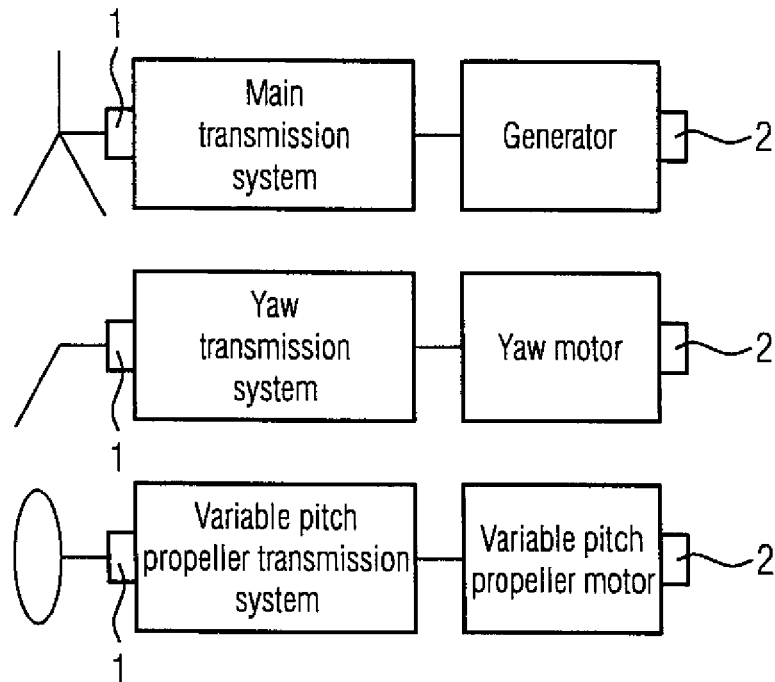 1
Main
transmission
system
Generator
2
Yaw
transmission
system
Yaw motor
2
1
Variable pitch
propeller transmission
system
Variable pitch
propeller motor
2
1